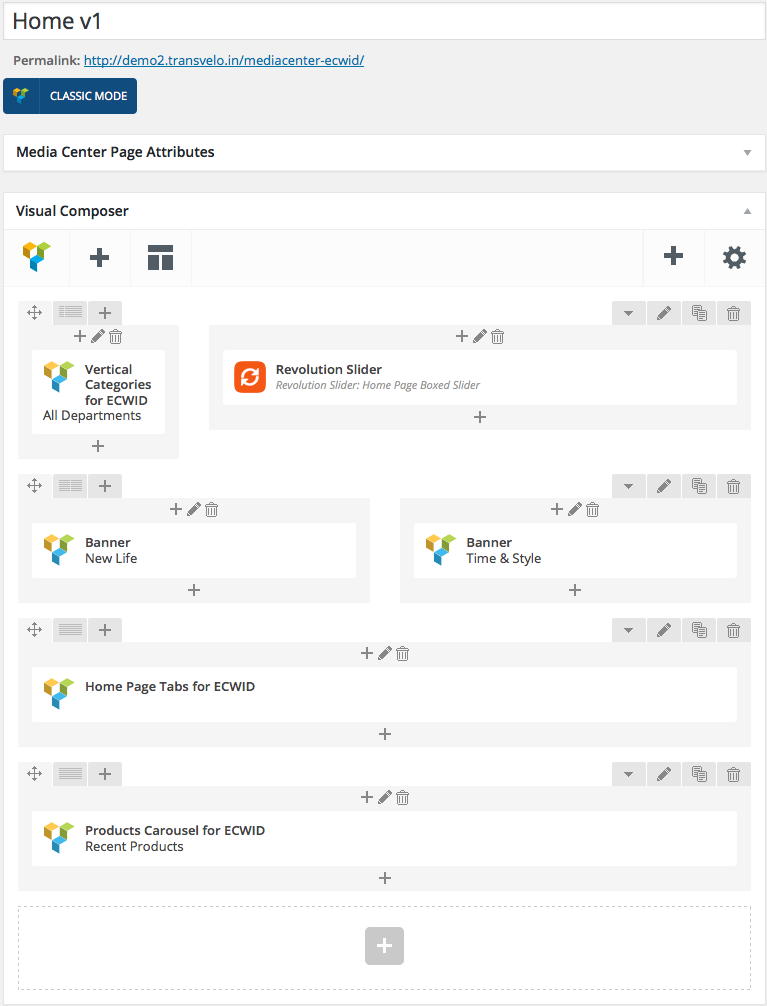 Home v1
Permalink: http://demo2.transvelo.in/mediacenter-ecwid/
CLASSIC MODE
Media Center Page Attributes
Visual Composer
Vertical
Categories
for ECWID
All Departments
Revolution Slider
Revolution Slider: Home Page Boxed Slider
Banner
New Life
Banner
Time & Style
Home Page Tabs for ECWID
Products Carousel for ECWID
Recent Products